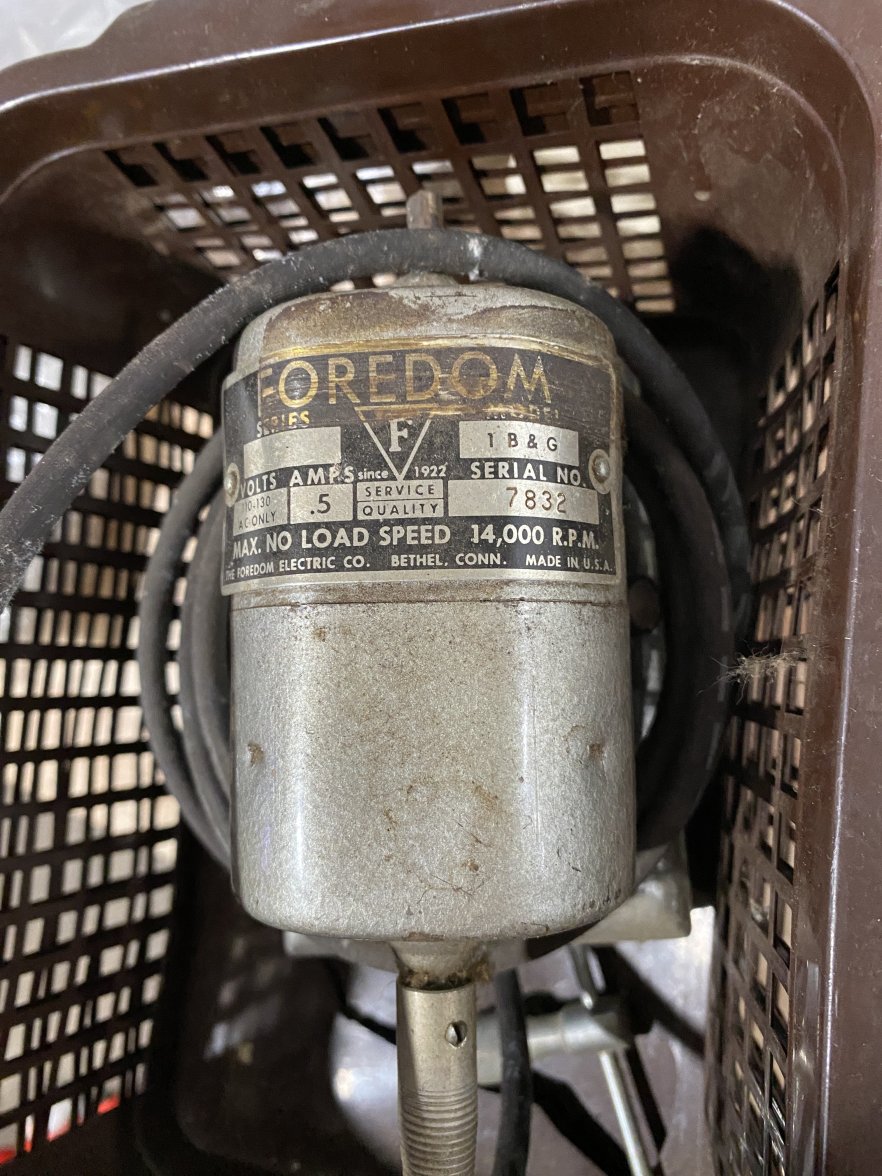 FOREDOM
SERIES MODEL
F
1 B & G
VOLTS AMPS since 1922 SERIAL NO.
110-130 AC ONLY .5 SERVICE QUALITY 7832
MAX. NO LOAD SPEED 14,000 R.P.M.
THE FOREDOM ELECTRIC CO. BETHEL, CONN. MADE IN U.S.A.